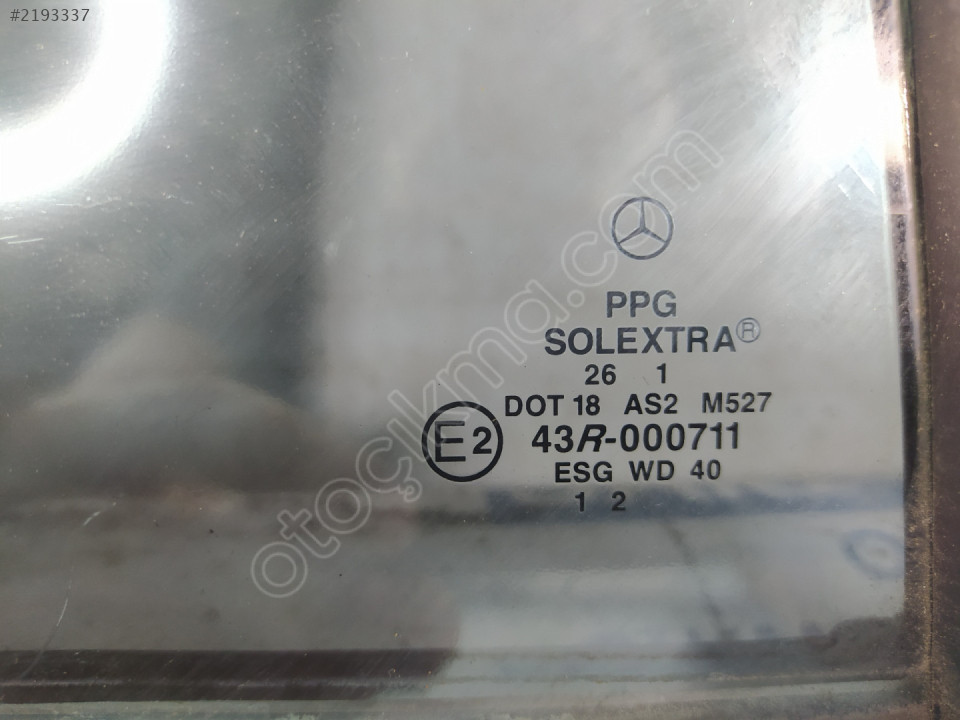 #2193337
PPG
SOLEXTRA®
26 1
DOT 18 AS2 M527
E2 43R-000711
ESG WD 40
1 2
otoçıkma.com